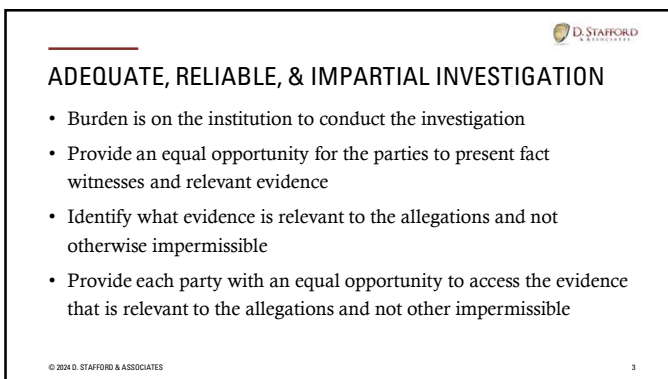 D. STAFFORD
& ASSOCIATES
ADEQUATE, RELIABLE, & IMPARTIAL INVESTIGATION
• Burden is on the institution to conduct the investigation
• Provide an equal opportunity for the parties to present fact
witnesses and relevant evidence
• Identify what evidence is relevant to the allegations and not
otherwise impermissible
• Provide each party with an equal opportunity to access the evidence
that is relevant to the allegations and not other impermissible
© 2024 D. STAFFORD & ASSOCIATES
3